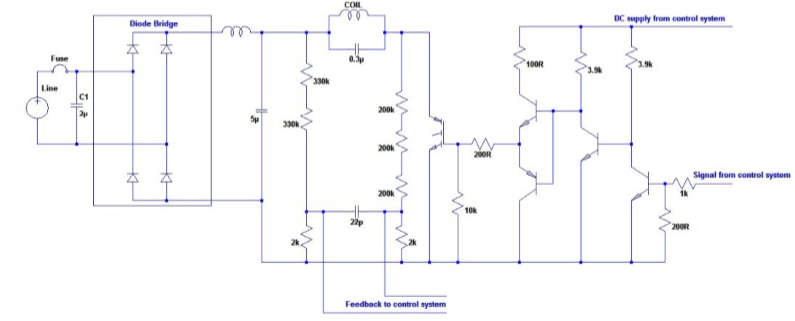 COIL
DC supply from control system
Diode Bridge
Fuse
Line
C1
2µ
5µ
0.3µ
330k
330k
200k
200k
200k
22p
2k
2k
200R
10k
100R
3.9k
3.9k
Signal from control system
1k
200R
Feedback to control system